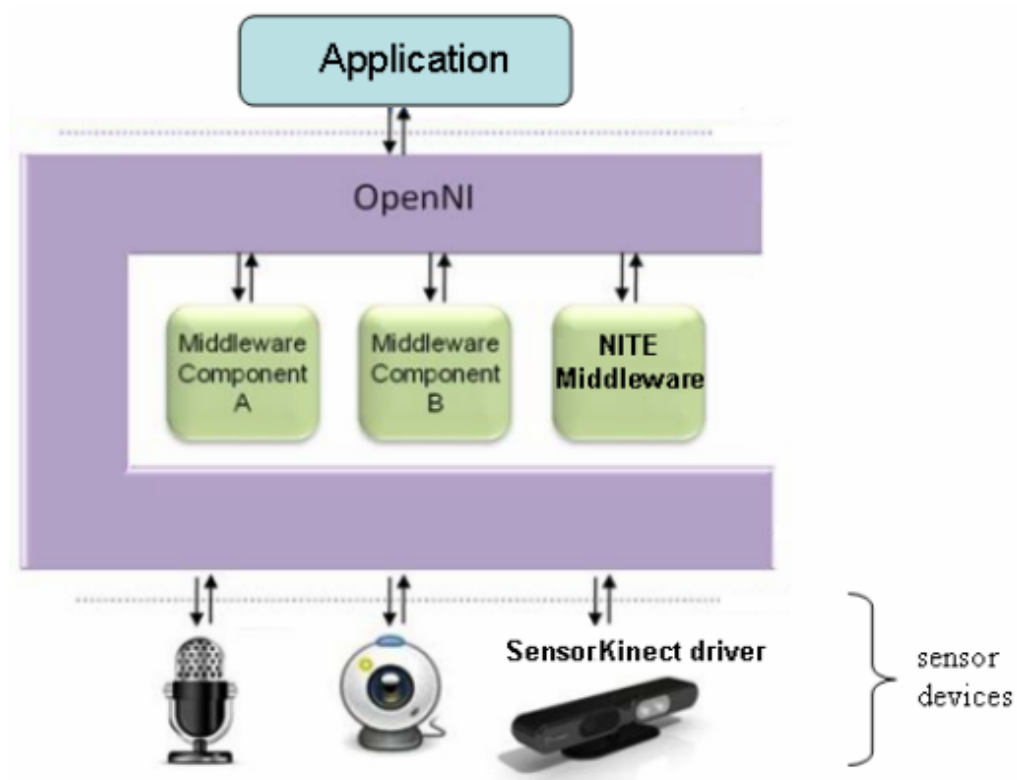 Application
OpenNI
Middleware
Component
A
Middleware
Component
B
NITE
Middleware
SensorKinect driver
sensor
devices